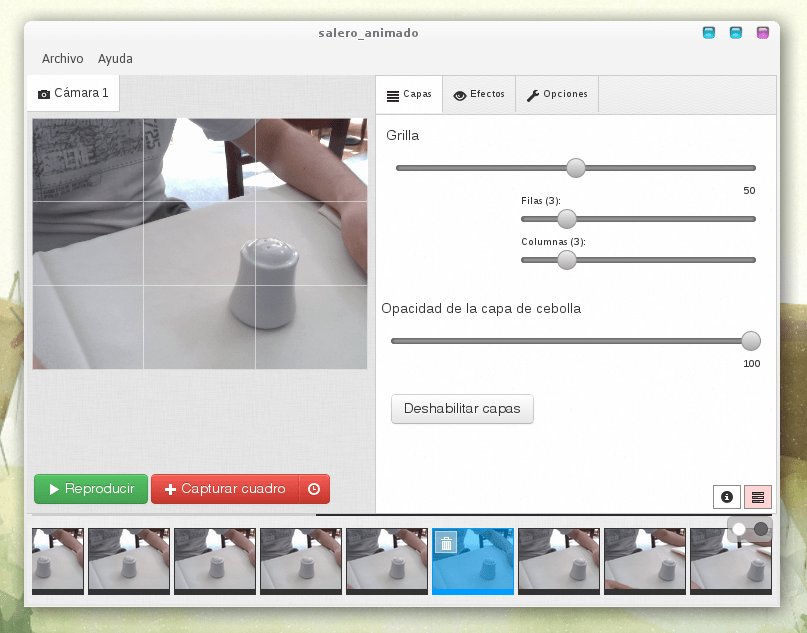 salero_animado
Archivo Ayuda
Cámara 1
Capas Efectos Opciones
Grilla
50
Filas (3):
Columnas (3):
Opacidad de la capa de cebolla
100
Deshabilitar capas
Reproducir Capturar cuadro